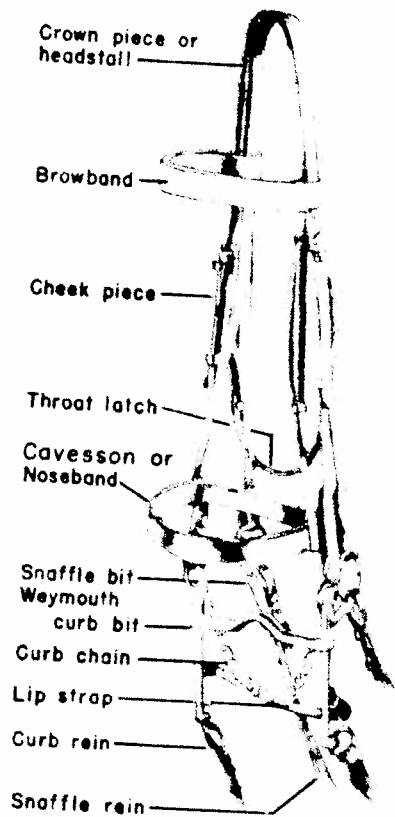 Crown piece or
headstall
Browband
Cheek piece
Throat latch
Cavesson or
Noseband
Snaffle bit
Weymouth
curb bit
Curb chain
Lip strap
Curb rein
Snaffle rein